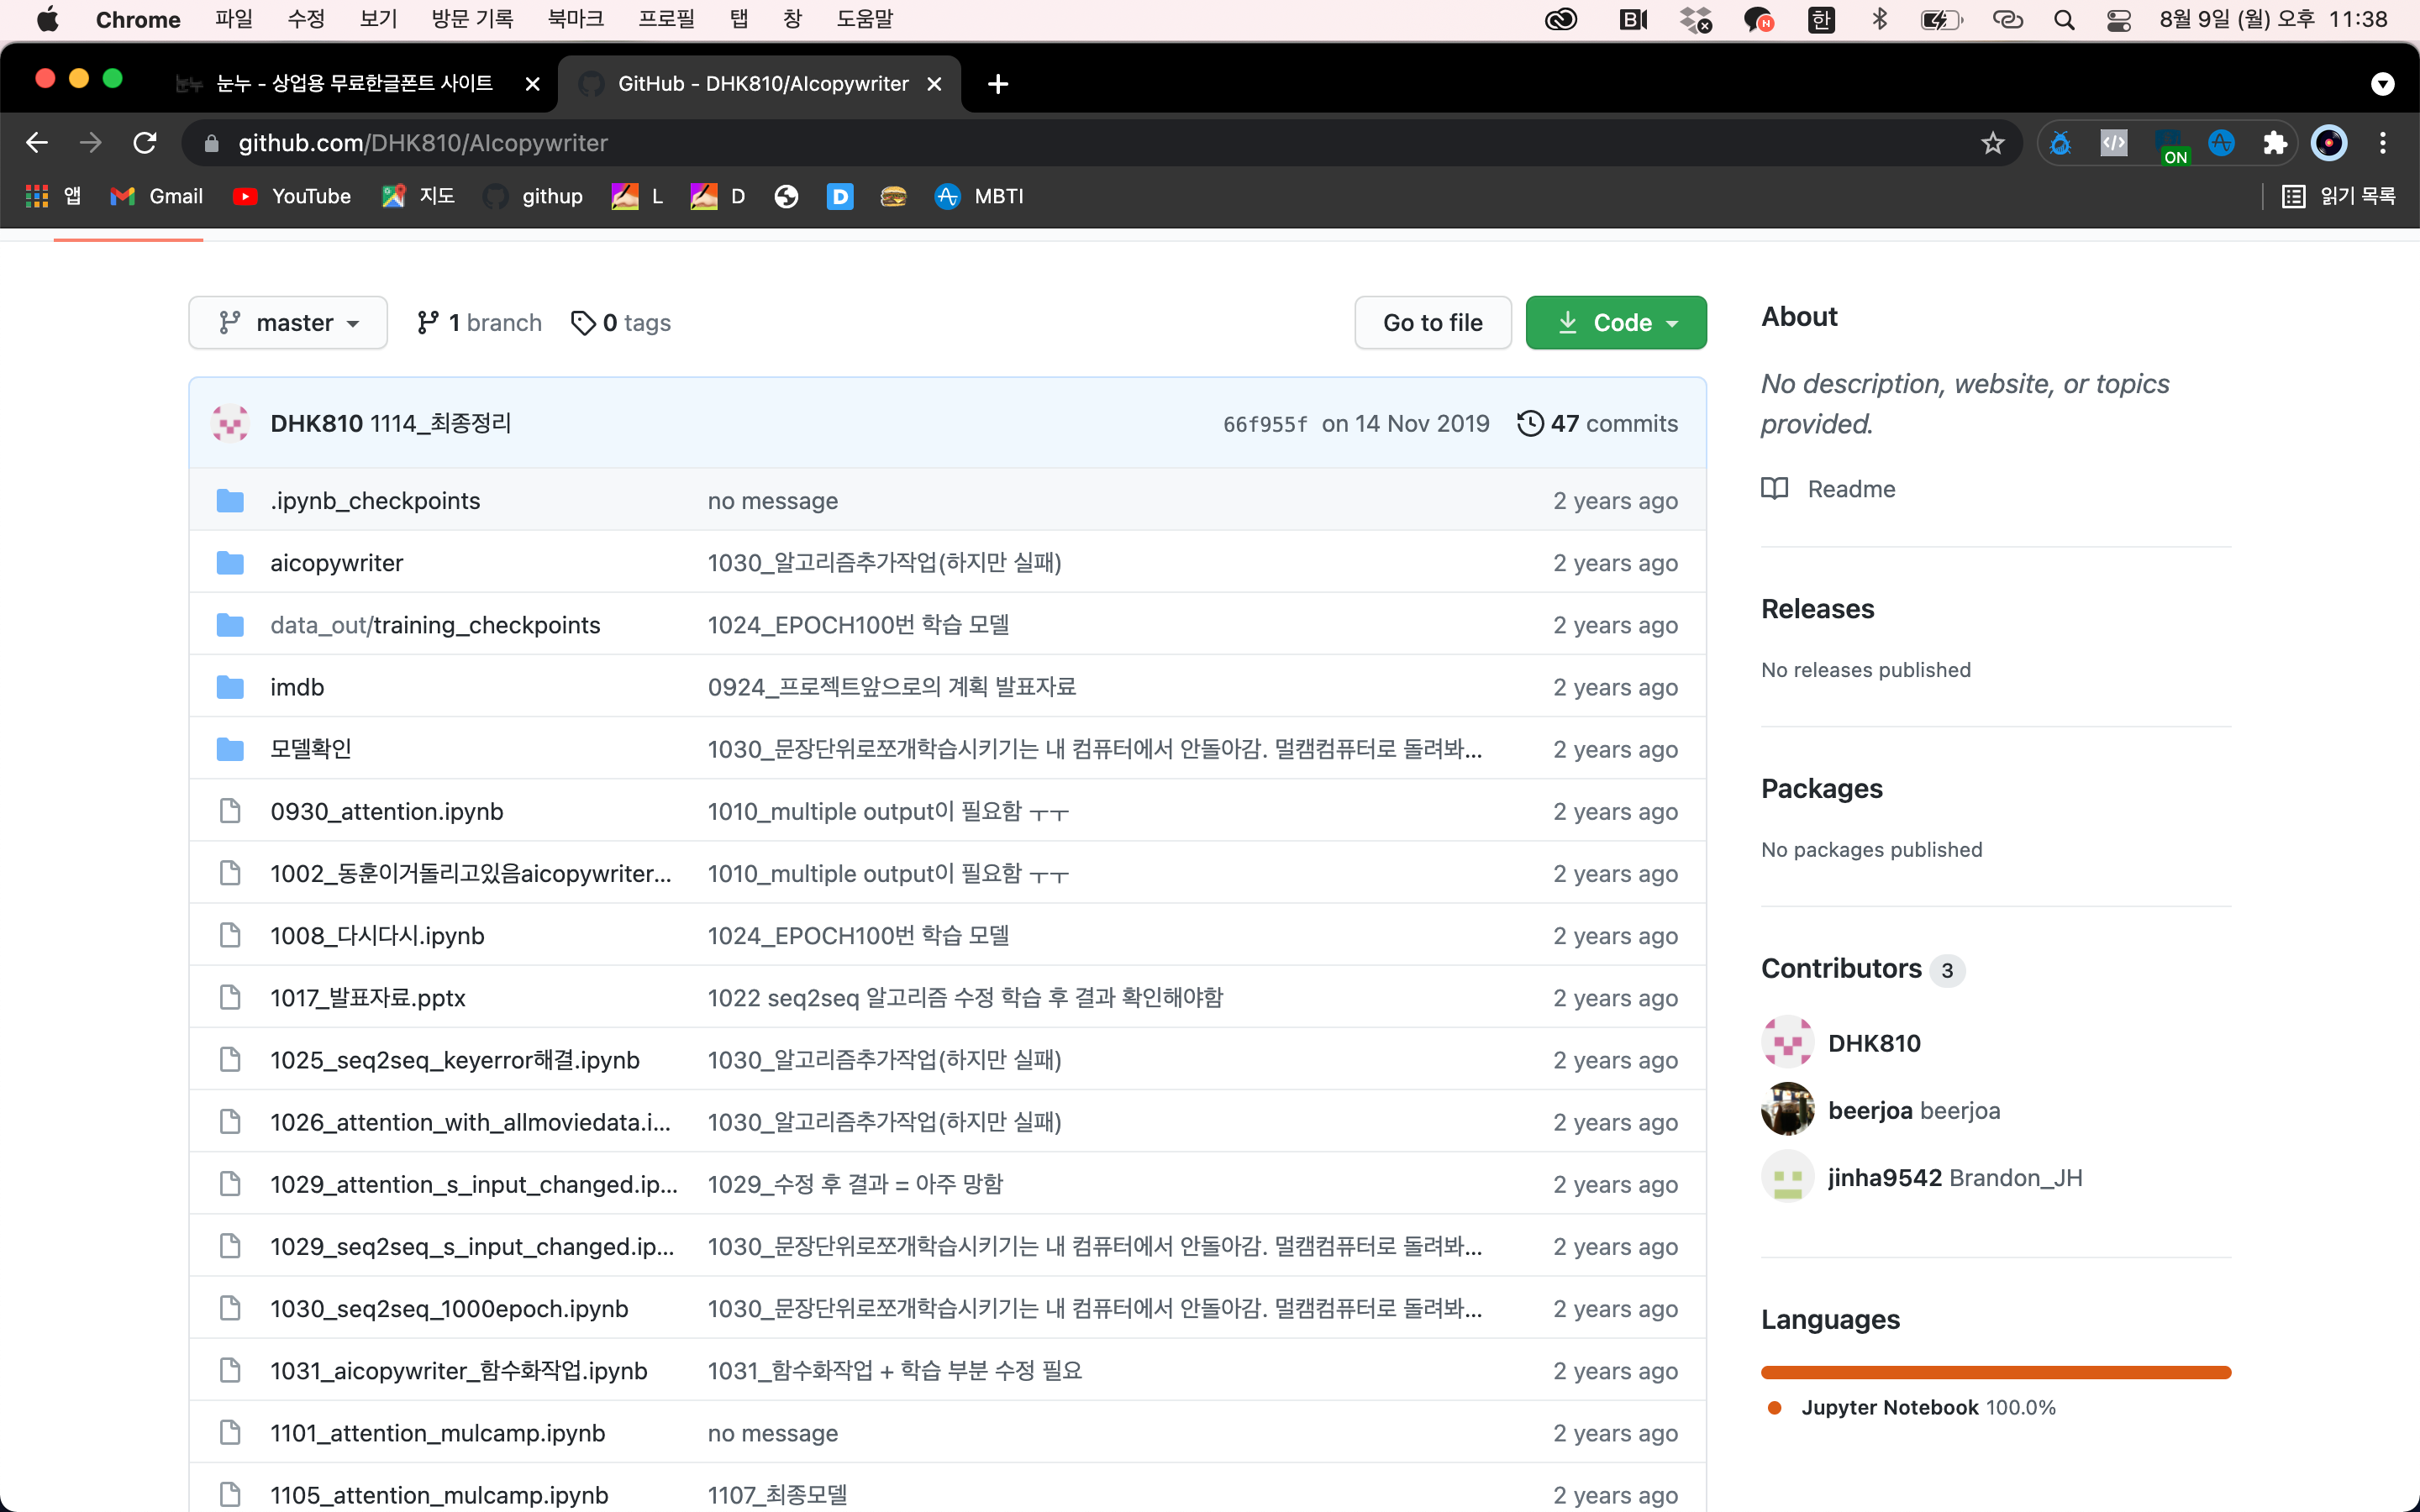 Chrome 파일 수정 보기 방문 기록 북마크 프로필 탭 창 도움말 한 8월 9일 (월) 오후 11:38
눈누 - 상업용 무료한글폰트 사이트 GitHub - DHK810/AIcopywriter
github.com/DHK810/AIcopywriter ON
앱 Gmail YouTube 지도 githup L D D MBTI 읽기 목록
master 1 branch 0 tags Go to file Code
DHK810 1114_최종정리 66f955f on 14 Nov 2019 47 commits
.ipynb_checkpoints no message 2 years ago
aicopywriter 1030_알고리즘추가작업(하지만 실패) 2 years ago
data_out/training_checkpoints 1024_EPOCH100번 학습 모델 2 years ago
imdb 0924_프로젝트앞으로의 계획 발표자료 2 years ago
모델확인 1030_문장단위로쪼개학습시키기는 내 컴퓨터에서 안돌아감. 멀캠컴퓨터로 돌려봐... 2 years ago
0930_attention.ipynb 1010_multiple output이 필요함 ㅜㅜ 2 years ago
1002_동훈이거돌리고있음aicopywriter... 1010_multiple output이 필요함 ㅜㅜ 2 years ago
1008_다시다시.ipynb 1024_EPOCH100번 학습 모델 2 years ago
1017_발표자료.pptx 1022 seq2seq 알고리즘 수정 학습 후 결과 확인해야함 2 years ago
1025_seq2seq_keyerror해결.ipynb 1030_알고리즘추가작업(하지만 실패) 2 years ago
1026_attention_with_allmoviedata.i... 1030_알고리즘추가작업(하지만 실패) 2 years ago
1029_attention_s_input_changed.ip... 1029_수정 후 결과 = 아주 망함 2 years ago
1029_seq2seq_s_input_changed.ip... 1030_문장단위로쪼개학습시키기는 내 컴퓨터에서 안돌아감. 멀캠컴퓨터로 돌려봐... 2 years ago
1030_seq2seq_1000epoch.ipynb 1030_문장단위로쪼개학습시키기는 내 컴퓨터에서 안돌아감. 멀캠컴퓨터로 돌려봐... 2 years ago
1031_aicopywriter_함수화작업.ipynb 1031_함수화작업 + 학습 부분 수정 필요 2 years ago
1101_attention_mulcamp.ipynb no message 2 years ago
1105_attention_mulcamp.ipynb 1107_최종모델 2 years ago
About
No description, website, or topics
provided.
Readme
Releases
No releases published
Packages
No packages published
Contributors 3
DHK810
beerjoa beerjoa
jinha9542 Brandon_JH
Languages
Jupyter Notebook 100.0%